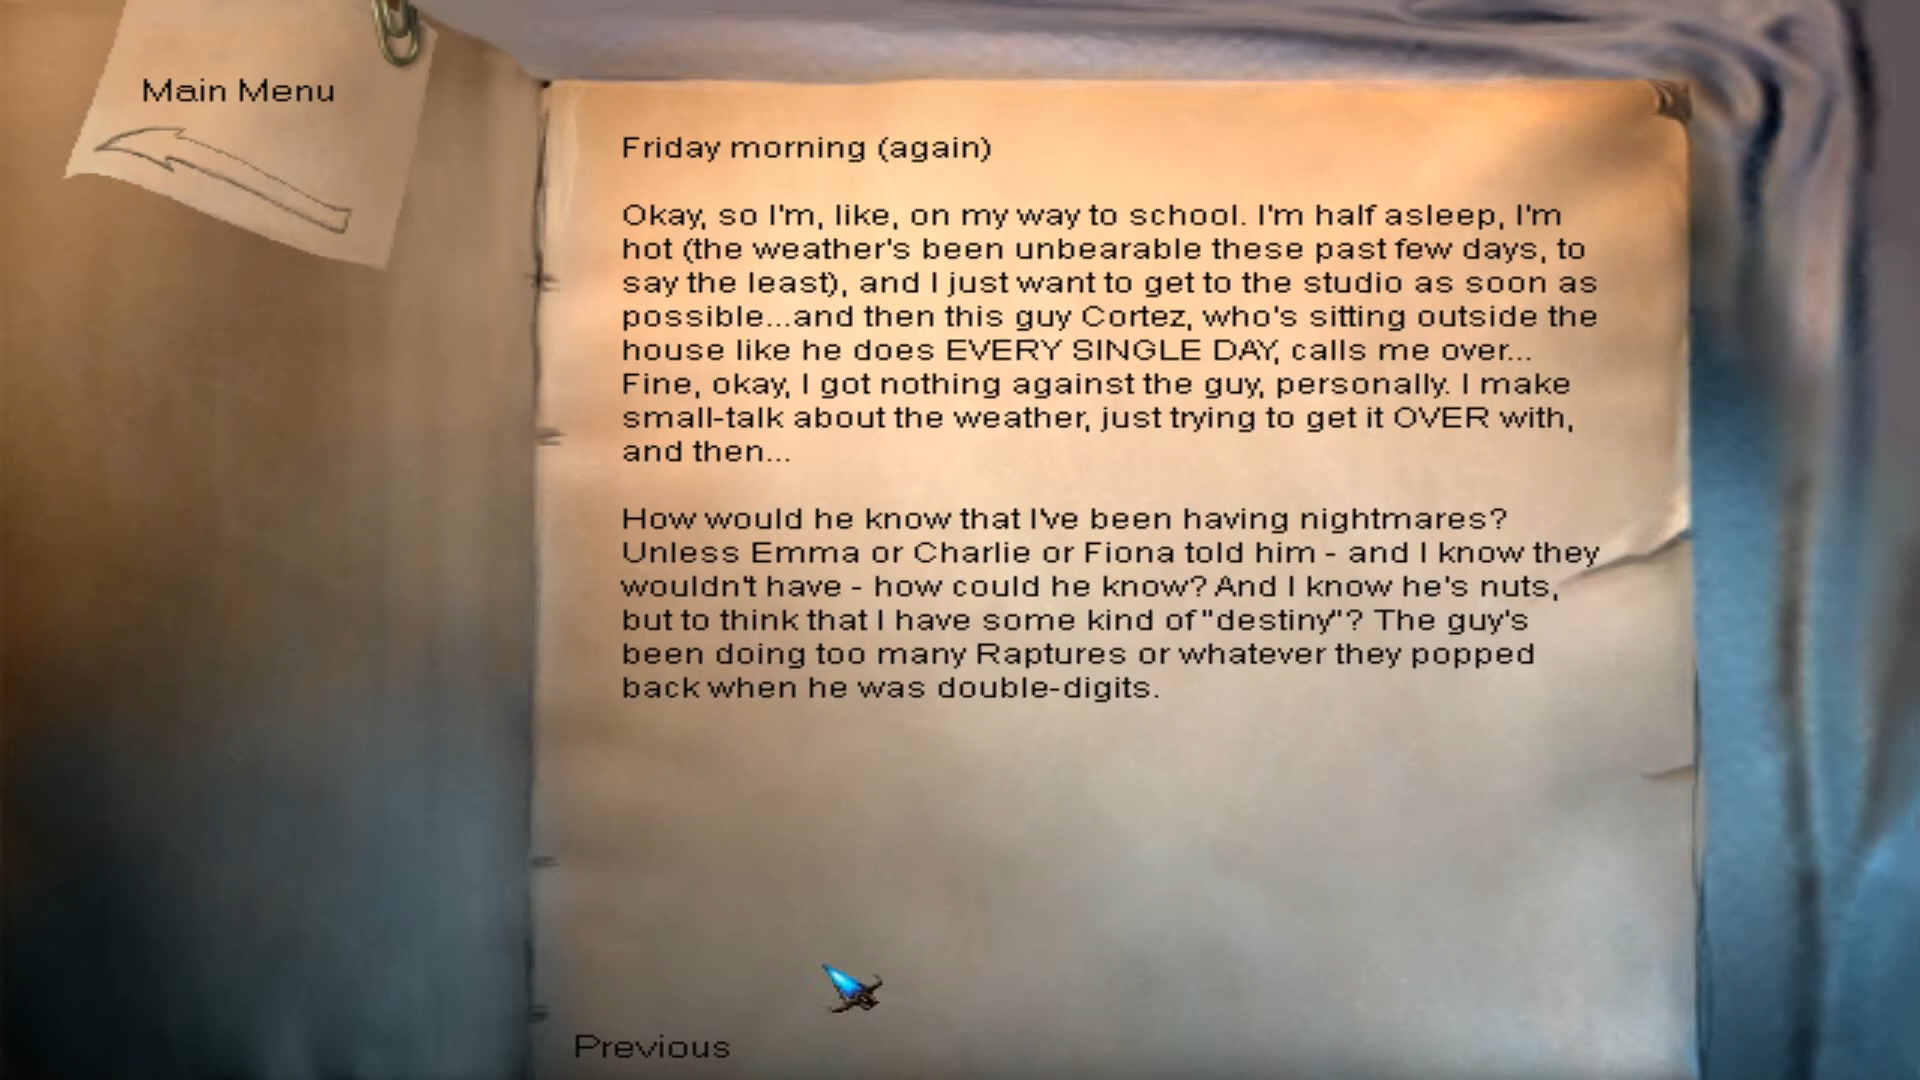 Main Menu
Friday morning (again)
Okay, so I'm, like, on my way to school. I'm half asleep, I'm
hot (the weather's been unbearable these past few days, to
say the least), and I just want to get to the studio as soon as
possible...and then this guy Cortez, who's sitting outside the
house like he does EVERY SINGLE DAY, calls me over...
Fine, okay, I got nothing against the guy, personally. I make
small-talk about the weather, just trying to get it OVER with,
and then...
How would he know that I've been having nightmares?
Unless Emma or Charlie or Fiona told him - and I know they
wouldn't have - how could he know? And I know he's nuts,
but to think that I have some kind of "destiny"? The guy's
been doing too many Raptures or whatever they popped
back when he was double-digits.
Previous